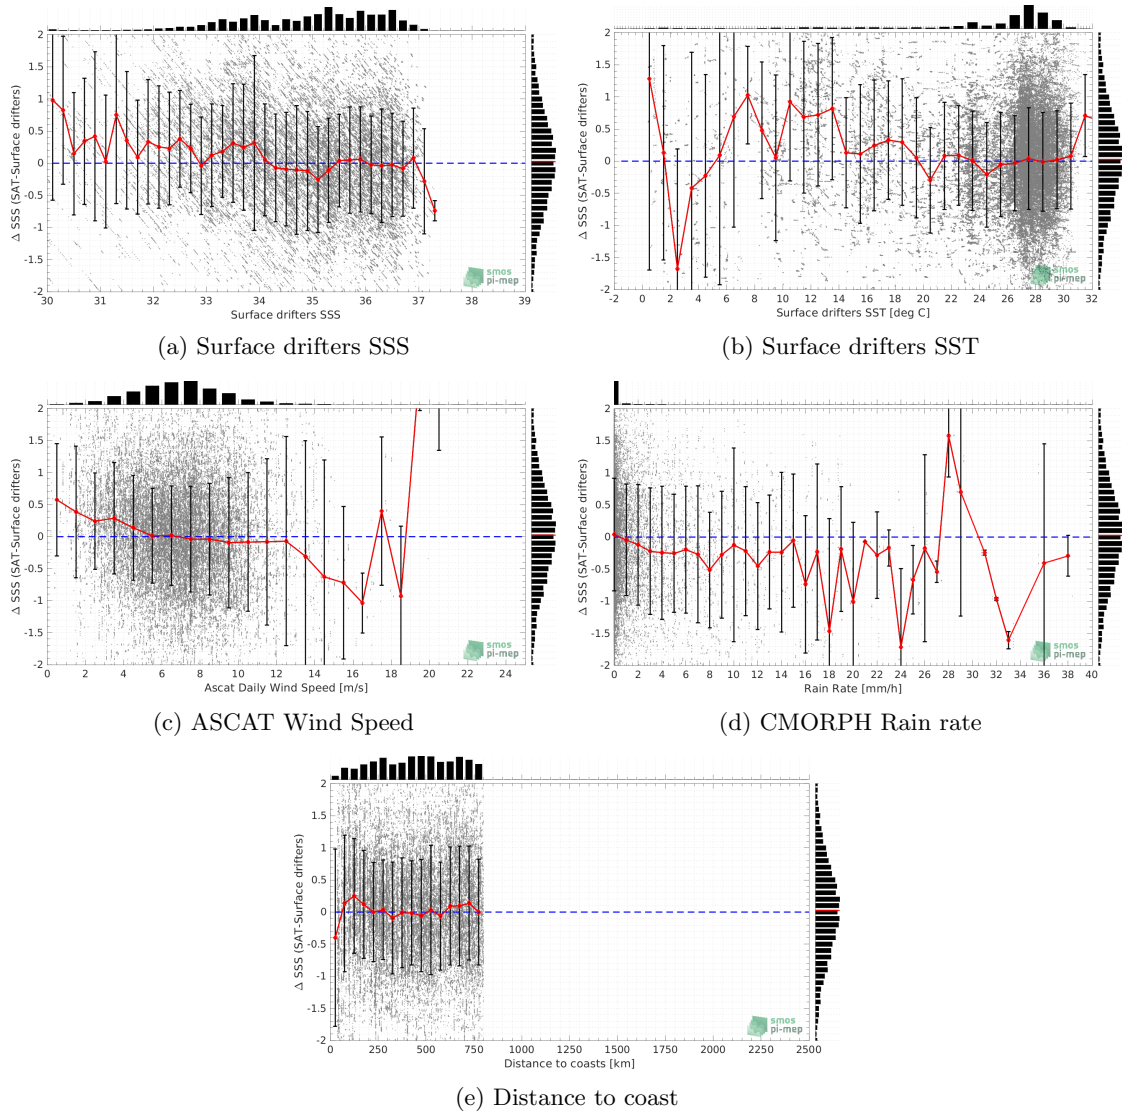 2
1.5
1
0.5
0
-0.5
-1
-1.5
-2
Δ SSS (SAT-Surface drifters)
30 31 32 33 34 35 36 37 38 39
Surface drifters SSS
smos
pi-mep
(a) Surface drifters SSS
2
1.5
1
0.5
0
-0.5
-1
-1.5
-2
Δ SSS (SAT-Surface drifters)
-2 0 2 4 6 8 10 12 14 16 18 20 22 24 26 28 30 32
Surface drifters SST [deg C]
smos
pi-mep
(b) Surface drifters SST
2
1.5
1
0.5
0
-0.5
-1
-1.5
-2
Δ SSS (SAT-Surface drifters)
0 2 4 6 8 10 12 14 16 18 20 22 24
Ascat Daily Wind Speed [m/s]
smos
pi-mep
(c) ASCAT Wind Speed
2
1.5
1
0.5
0
-0.5
-1
-1.5
-2
Δ SSS (SAT-Surface drifters)
0 2 4 6 8 10 12 14 16 18 20 22 24 26 28 30 32 34 36 38 40
Rain Rate [mm/h]
smos
pi-mep
(d) CMORPH Rain rate
2
1.5
1
0.5
0
-0.5
-1
-1.5
-2
Δ SSS (SAT-Surface drifters)
0 250 500 750 1000 1250 1500 1750 2000 2250 2500
Distance to coasts [km]
smos
pi-mep
(e) Distance to coast